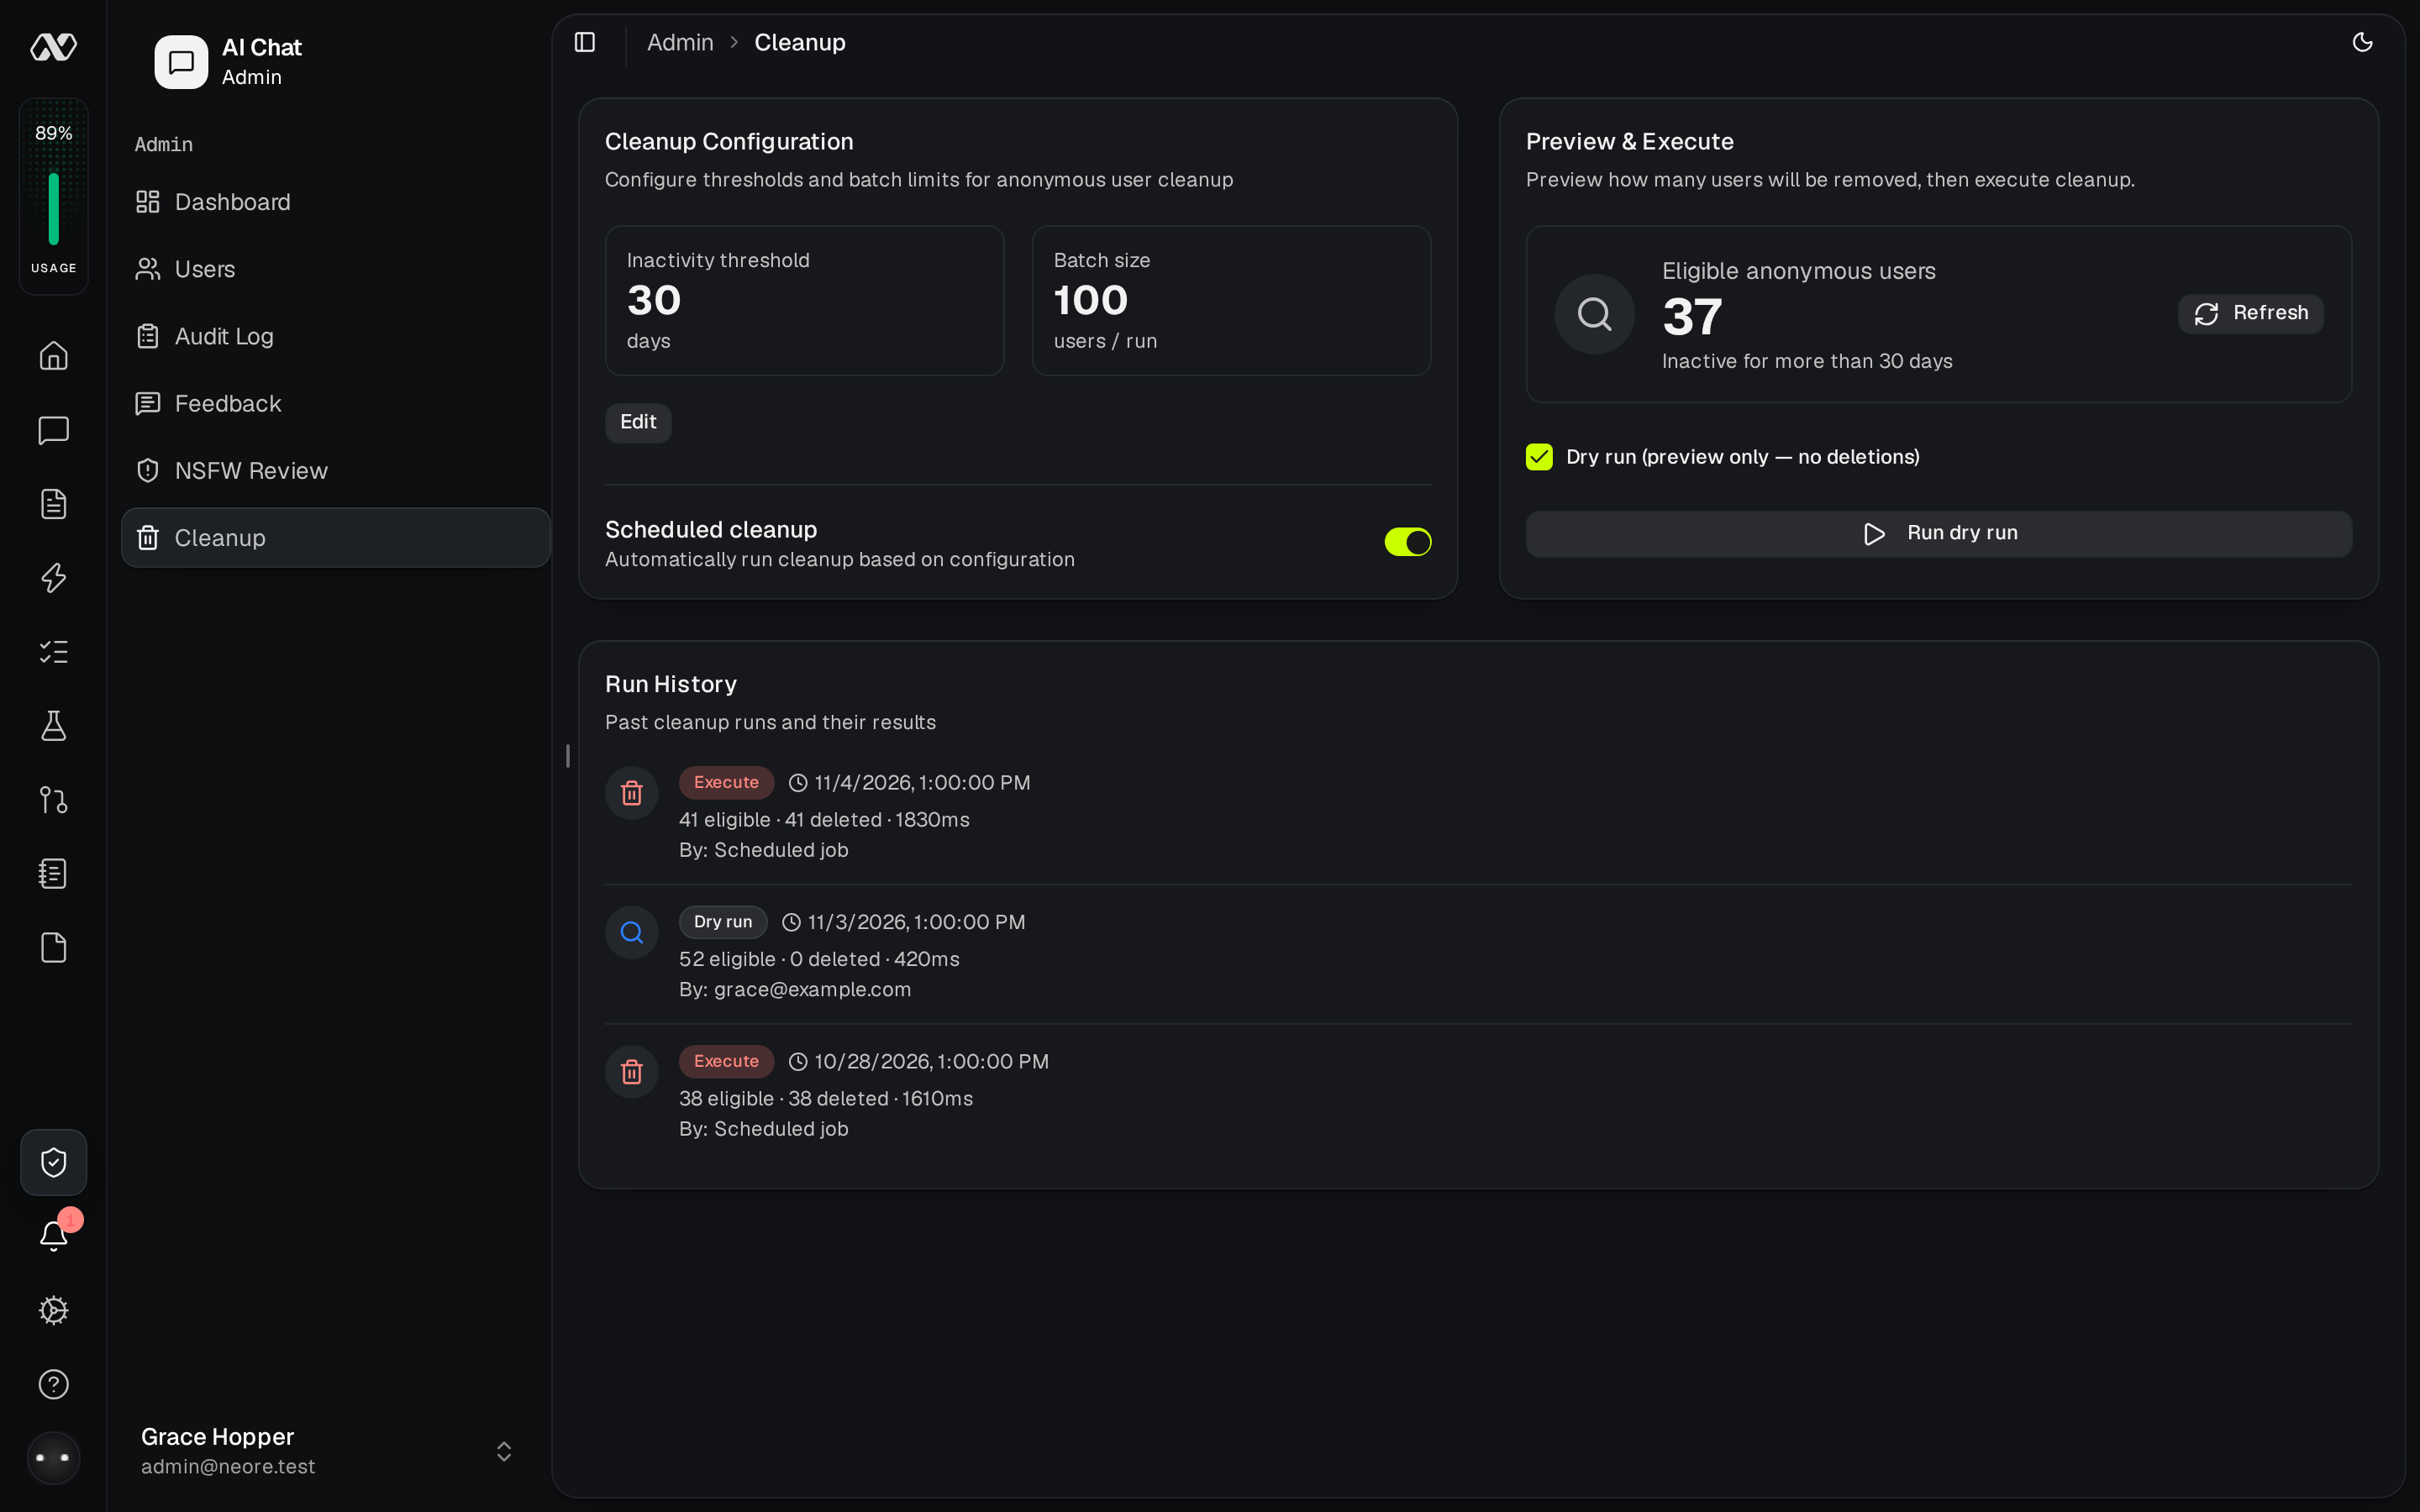 89%
USAGE
AI Chat
Admin
Admin
Dashboard
Users
Audit Log
Feedback
NSFW Review
Cleanup
Grace Hopper
admin@neore.test
Admin > Cleanup
Cleanup Configuration
Configure thresholds and batch limits for anonymous user cleanup
Inactivity threshold
30
days
Batch size
100
users / run
Edit
Scheduled cleanup
Automatically run cleanup based on configuration
Preview & Execute
Preview how many users will be removed, then execute cleanup.
Eligible anonymous users
37
Inactive for more than 30 days
Refresh
Dry run (preview only — no deletions)
Run dry run
Run History
Past cleanup runs and their results
Execute 11/4/2026, 1:00:00 PM
41 eligible · 41 deleted · 1830ms
By: Scheduled job
Dry run 11/3/2026, 1:00:00 PM
52 eligible · 0 deleted · 420ms
By: grace@example.com
Execute 10/28/2026, 1:00:00 PM
38 eligible · 38 deleted · 1610ms
By: Scheduled job
1